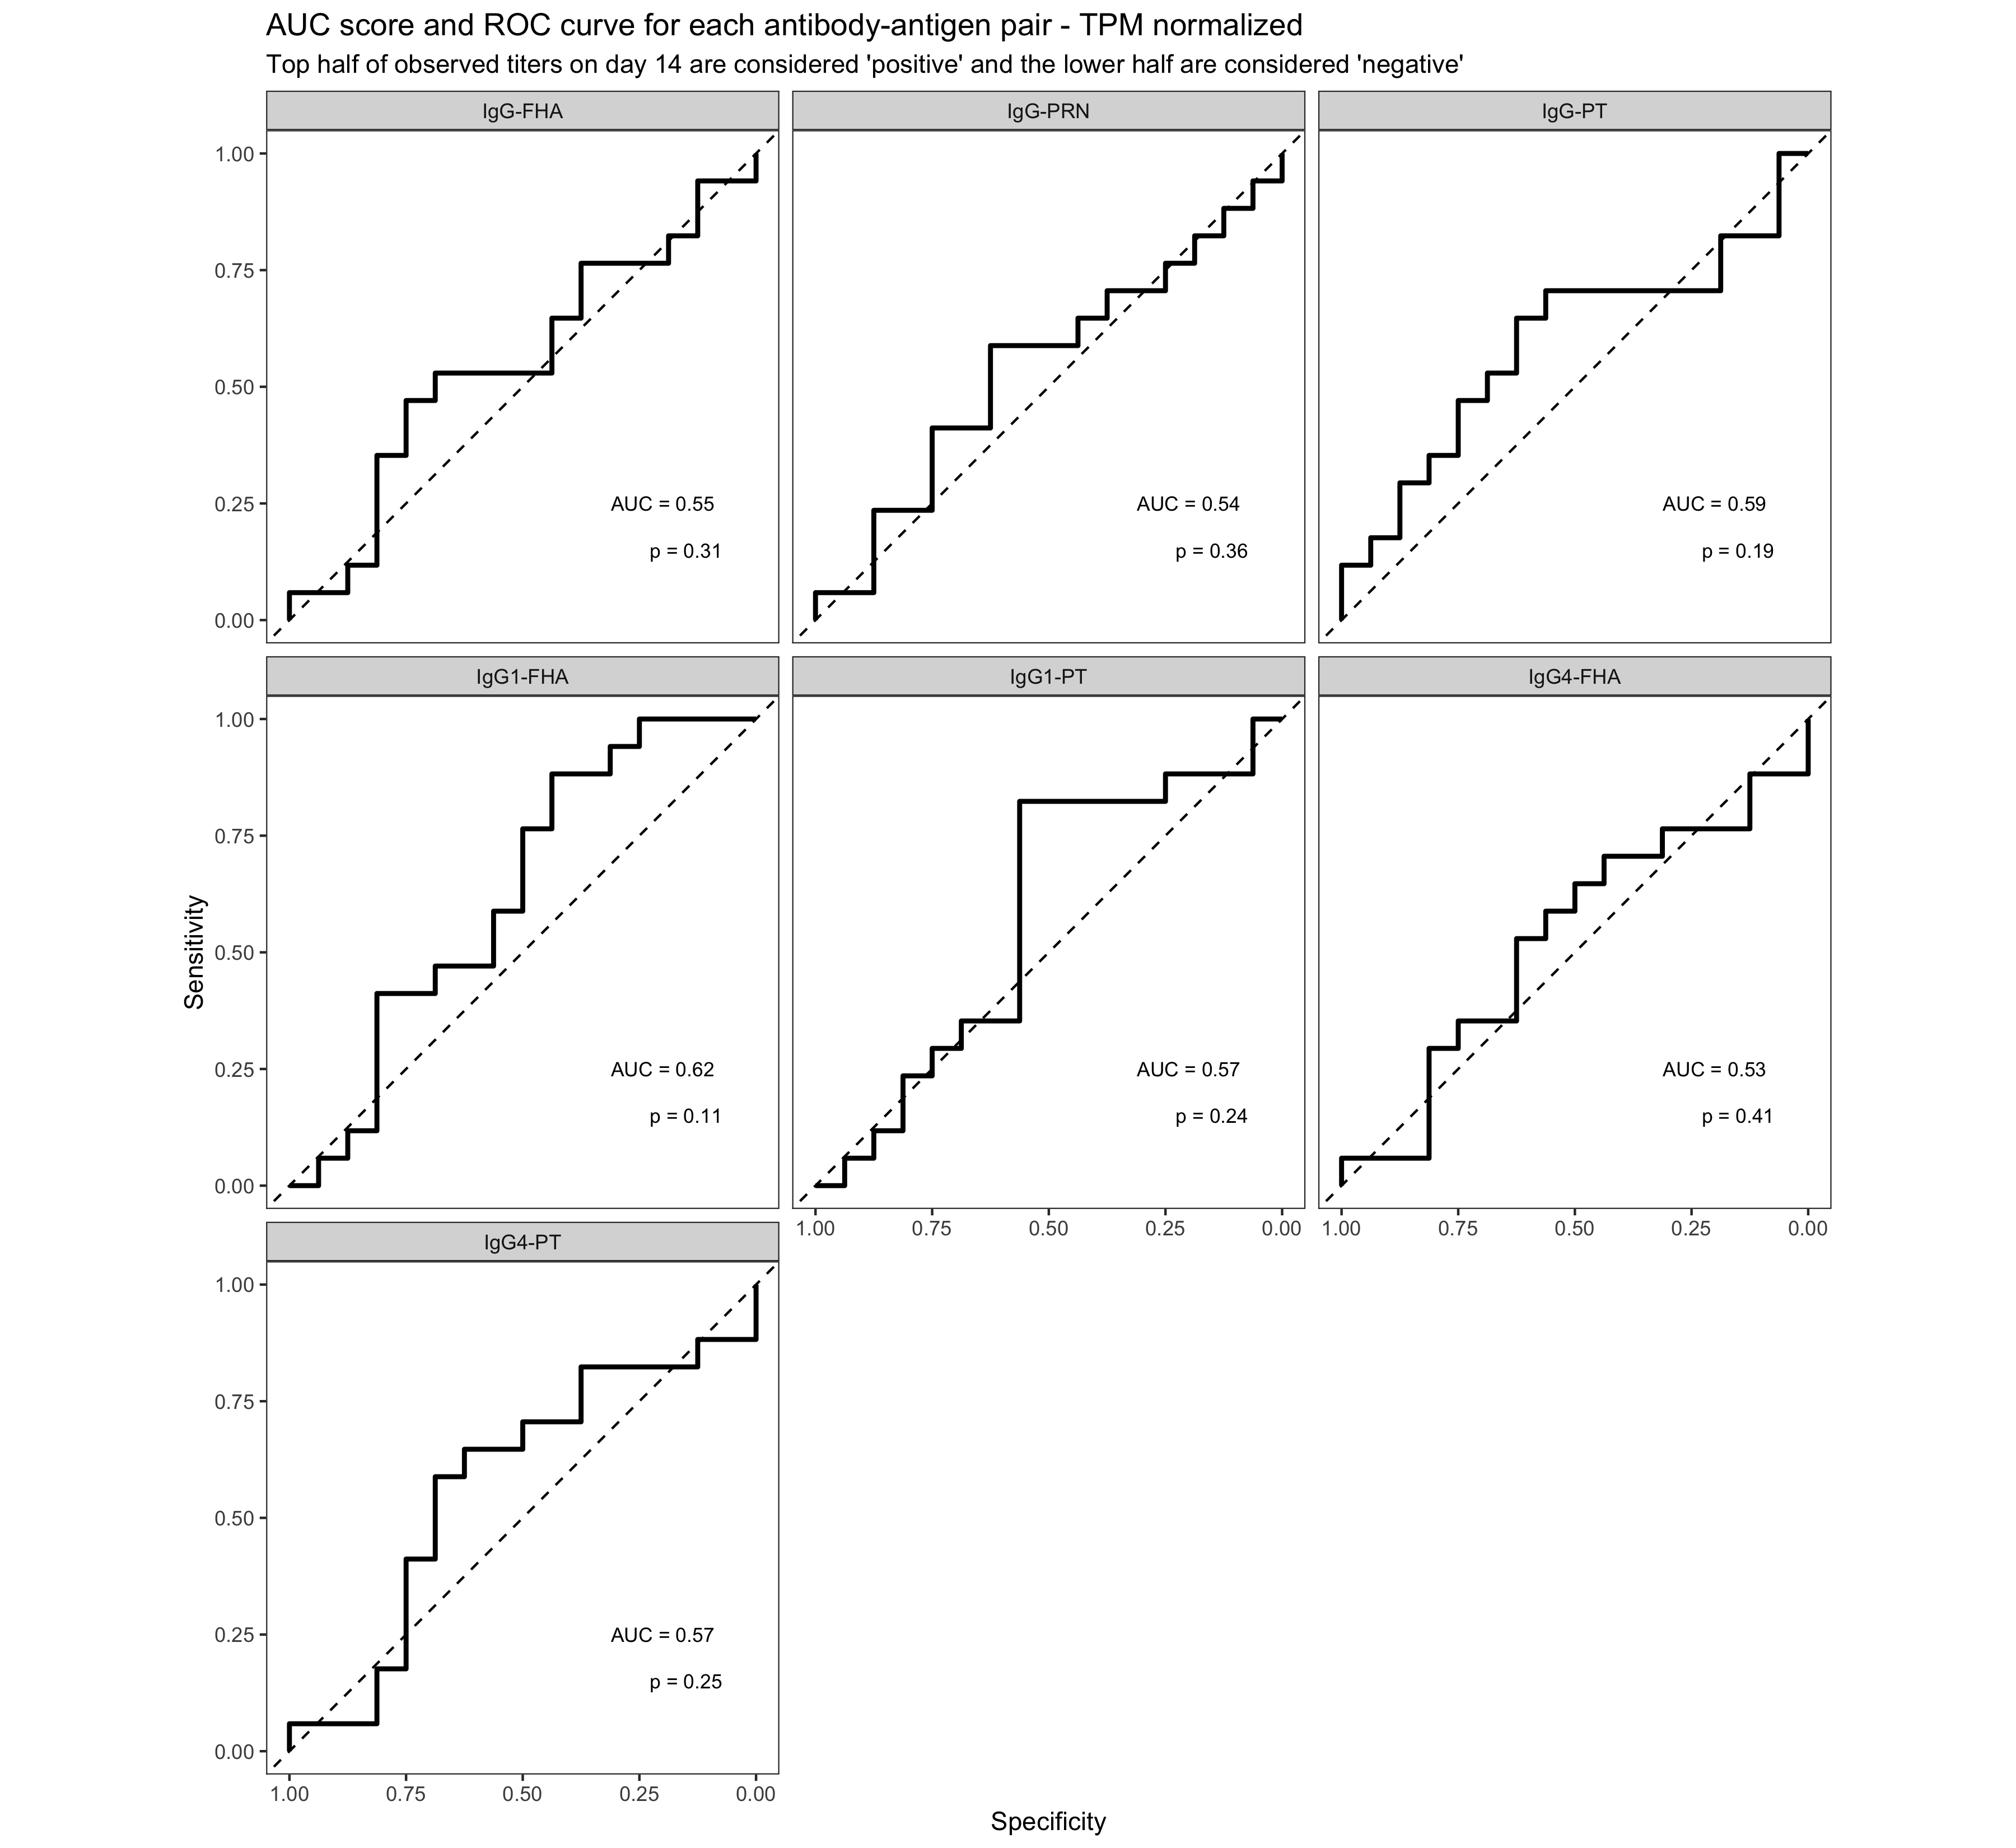 AUC score and ROC curve for each antibody-antigen pair - TPM normalized
Top half of observed titers on day 14 are considered 'positive' and the lower half are considered 'negative'
IgG-FHA
IgG-PRN
IgG-PT
1.00
0.75
0.50
0.25
0.00
AUC = 0.55
p = 0.31
AUC = 0.54
p = 0.36
AUC = 0.59
p = 0.19
IgG1-FHA
IgG1-PT
IgG4-FHA
Sensitivity
1.00
0.75
0.50
0.25
0.00
AUC = 0.62
p = 0.11
AUC = 0.57
p = 0.24
AUC = 0.53
p = 0.41
1.00 0.75 0.50 0.25 0.00
1.00 0.75 0.50 0.25 0.00
IgG4-PT
1.00
0.75
0.50
0.25
0.00
AUC = 0.57
p = 0.25
1.00 0.75 0.50 0.25 0.00
Specificity